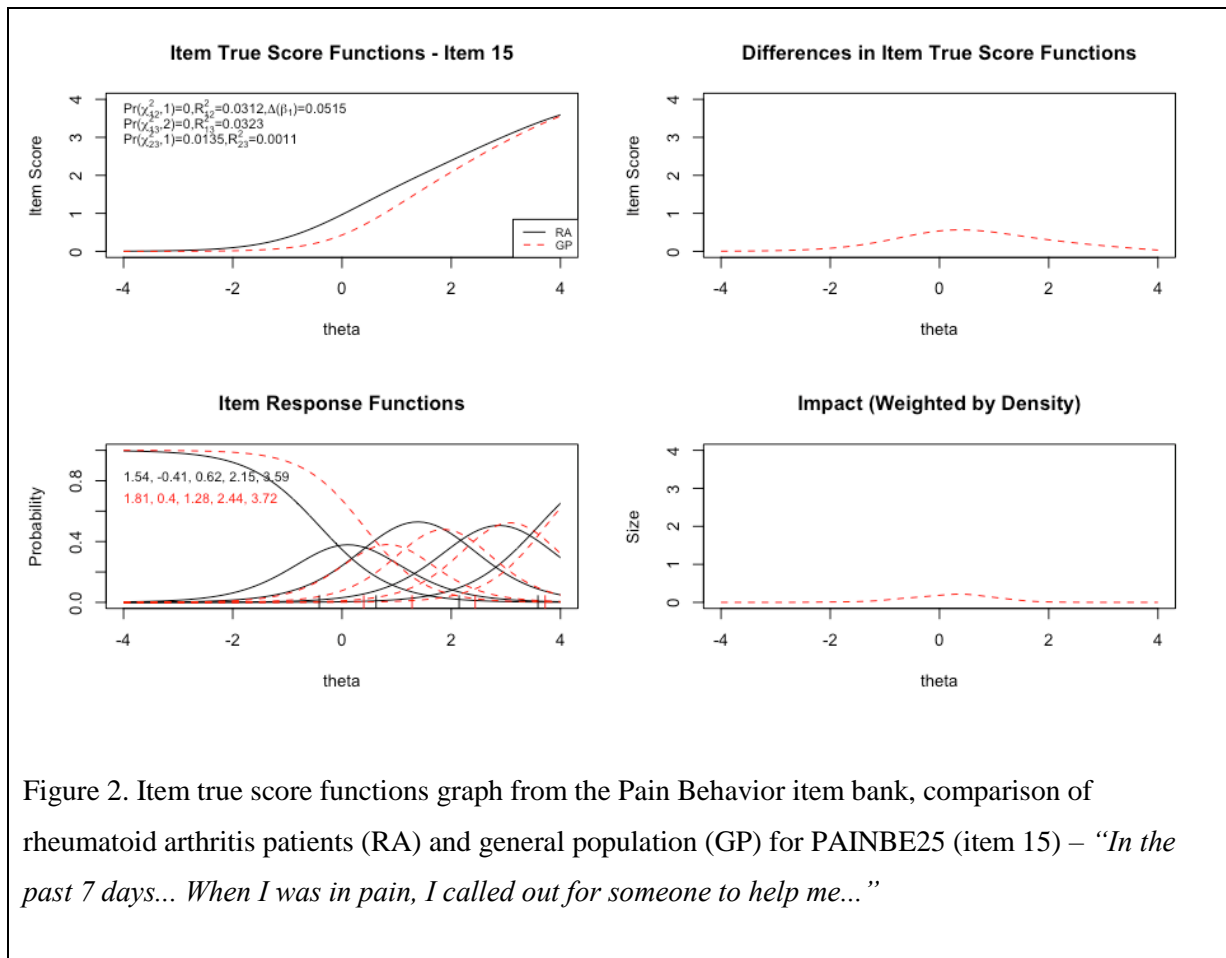 Item True Score Functions - Item 15
Pr(χ²₁₂,1)=0,R²₁₂=0.0312,Δ(β₁)=0.0515
Pr(χ²₁₃,2)=0,R²₁₃=0.0323
Pr(χ²₂₃,1)=0.0135,R²₂₃=0.0011
Item Score
0 1 2 3 4
RA
GP
-4 -2 0 2 4
theta
Differences in Item True Score Functions
Item Score
0 1 2 3 4
-4 -2 0 2 4
theta
Item Response Functions
1.54, -0.41, 0.62, 2.15, 3.59
1.81, 0.4, 1.28, 2.44, 3.72
Probability
0.0 0.4 0.8
-4 -2 0 2 4
theta
Impact (Weighted by Density)
Size
0 1 2 3 4
-4 -2 0 2 4
theta
Figure 2. Item true score functions graph from the Pain Behavior item bank, comparison of
rheumatoid arthritis patients (RA) and general population (GP) for PAINBE25 (item 15) – “In the
past 7 days... When I was in pain, I called out for someone to help me...”